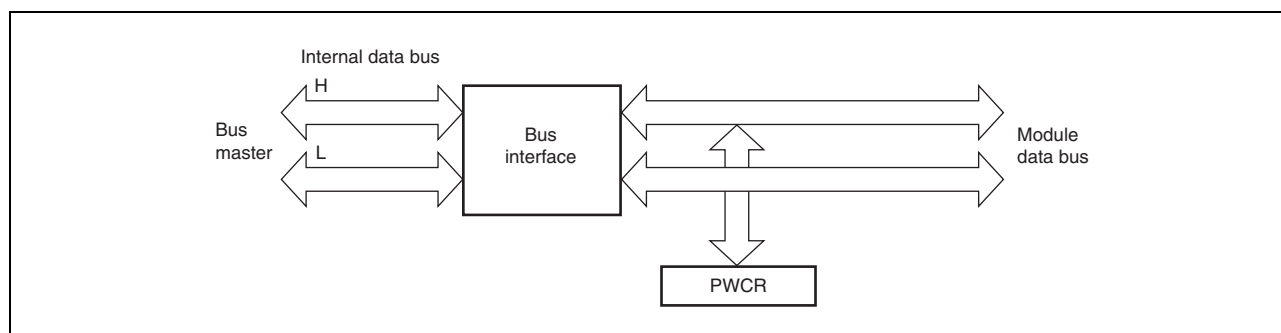 Internal data bus
H
Bus
master
L
Bus
interface
Module
data bus
PWCR